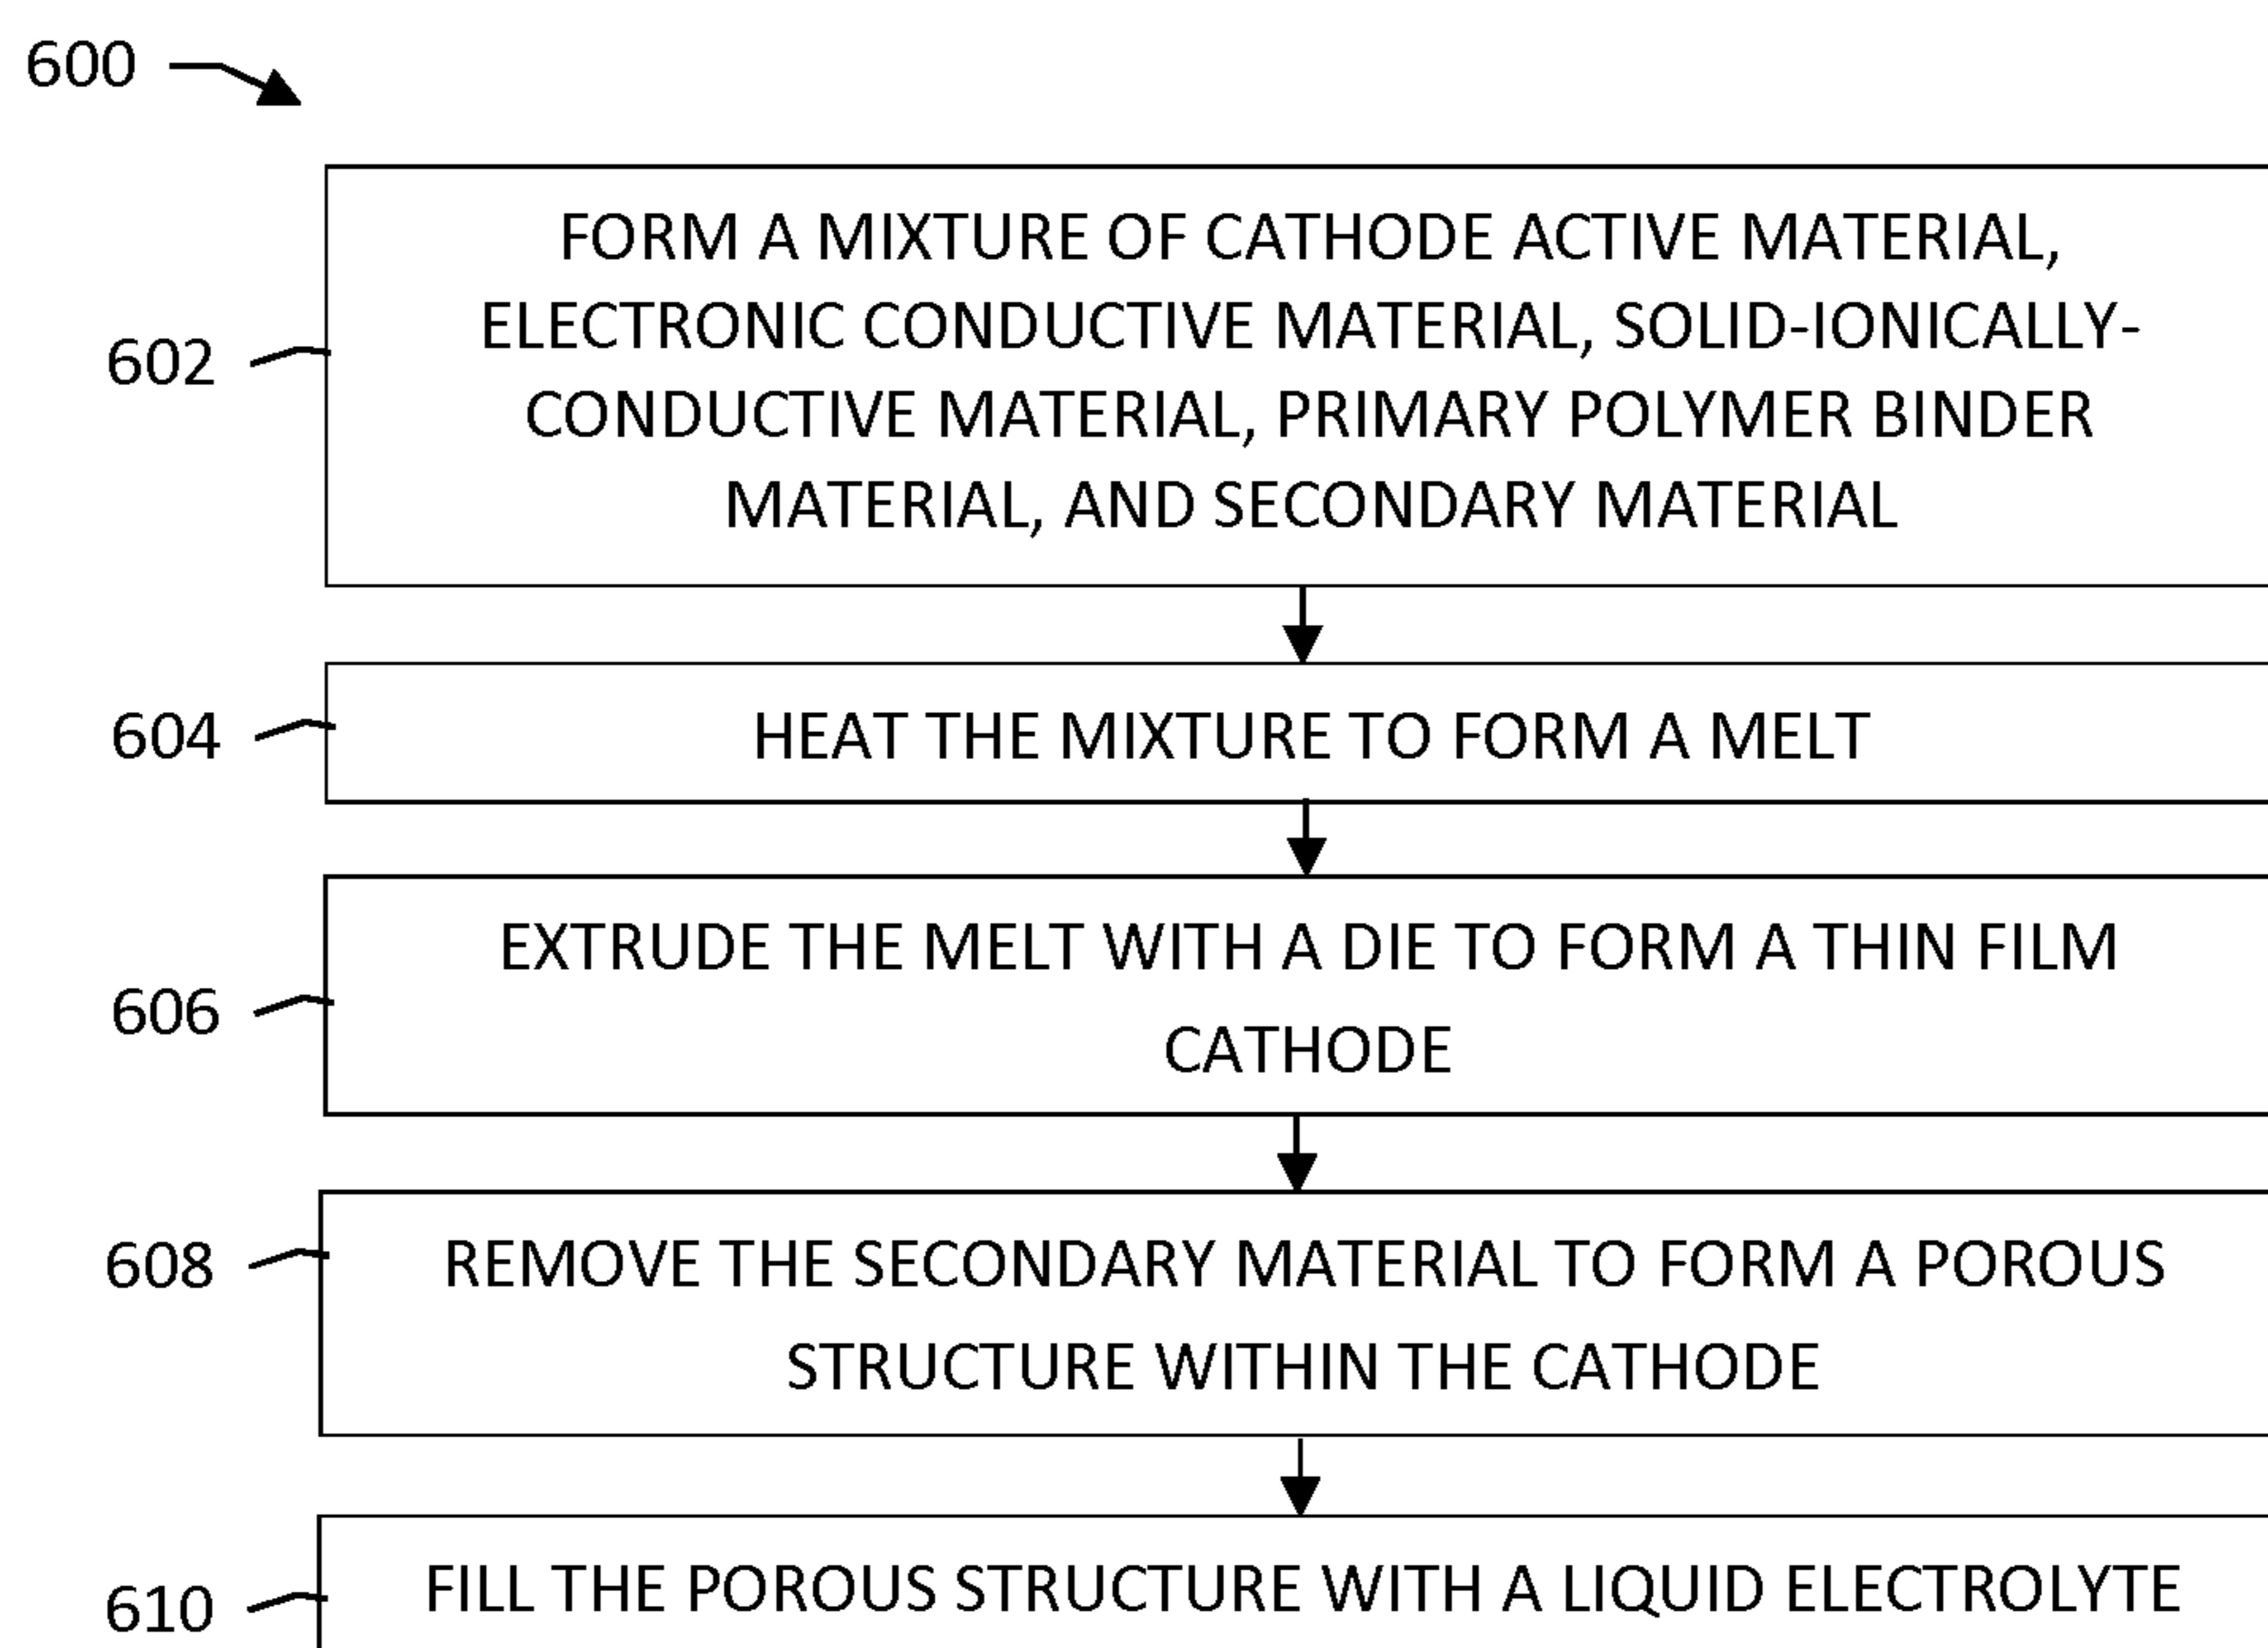 600
602
FORM A MIXTURE OF CATHODE ACTIVE MATERIAL,
ELECTRONIC CONDUCTIVE MATERIAL, SOLID-IONICALLY-
CONDUCTIVE MATERIAL, PRIMARY POLYMER BINDER
MATERIAL, AND SECONDARY MATERIAL
604
HEAT THE MIXTURE TO FORM A MELT
606
EXTRUDE THE MELT WITH A DIE TO FORM A THIN FILM
CATHODE
608
REMOVE THE SECONDARY MATERIAL TO FORM A POROUS
STRUCTURE WITHIN THE CATHODE
610
FILL THE POROUS STRUCTURE WITH A LIQUID ELECTROLYTE